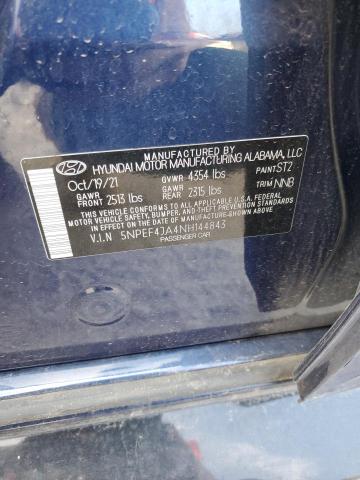 MANUFACTURED BY
HYUNDAI MOTOR MANUFACTURING ALABAMA, LLC
Oct/19/21 GVWR 4354 lbs PAINT ST2
GAWR FRONT 2513 lbs GAWR REAR 2315 lbs TRIM NNB
THIS VEHICLE CONFORMS TO ALL APPLICABLE U.S.A. FEDERAL
MOTOR VEHICLE SAFETY, BUMPER, AND THEFT PREVENTION STANDARDS
IN EFFECT ON THE DATE OF MANUFACTURE SHOWN ABOVE.
V.I.N 5NPEF4JA4NH144843
PASSENGER CAR